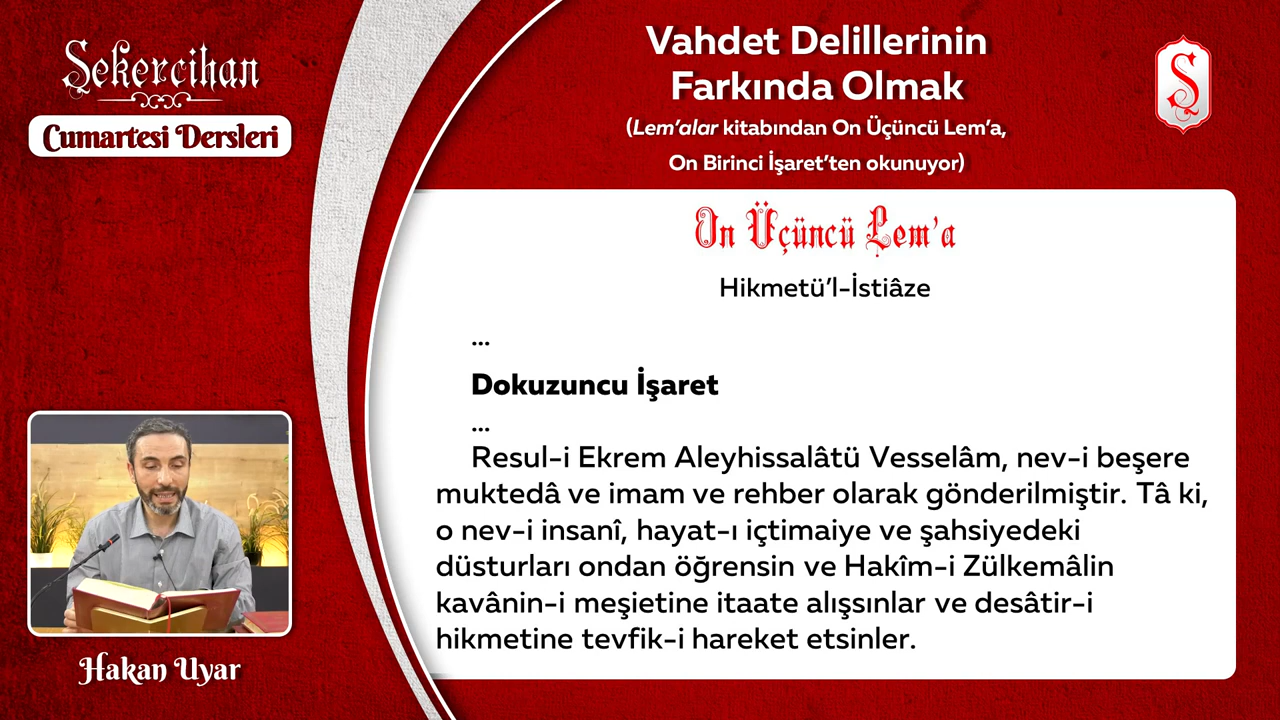 Şekercihan
Cumartesi Dersleri
Vahdet Delillerinin
Farkında Olmak
(Lem’alar kitabından On Üçüncü Lem’a,
On Birinci İşaret’ten okunuyor)
Ş
On Üçüncü Lem’a
Hikmetü’l-İstiâze
...
Dokuzuncu İşaret
...
Resul-i Ekrem Aleyhissalâtü Vesselâm, nev-i beşere
muktedâ ve imam ve rehber olarak gönderilmiştir. Tâ ki,
o nev-i insanî, hayat-ı içtimaiye ve şahsiyedeki
düsturları ondan öğrensin ve Hakîm-i Zülkemâlin
kavânin-i meşietine itaate alışsınlar ve desâtir-i
hikmetine tevfik-i hareket etsinler.
Hakan Uyar